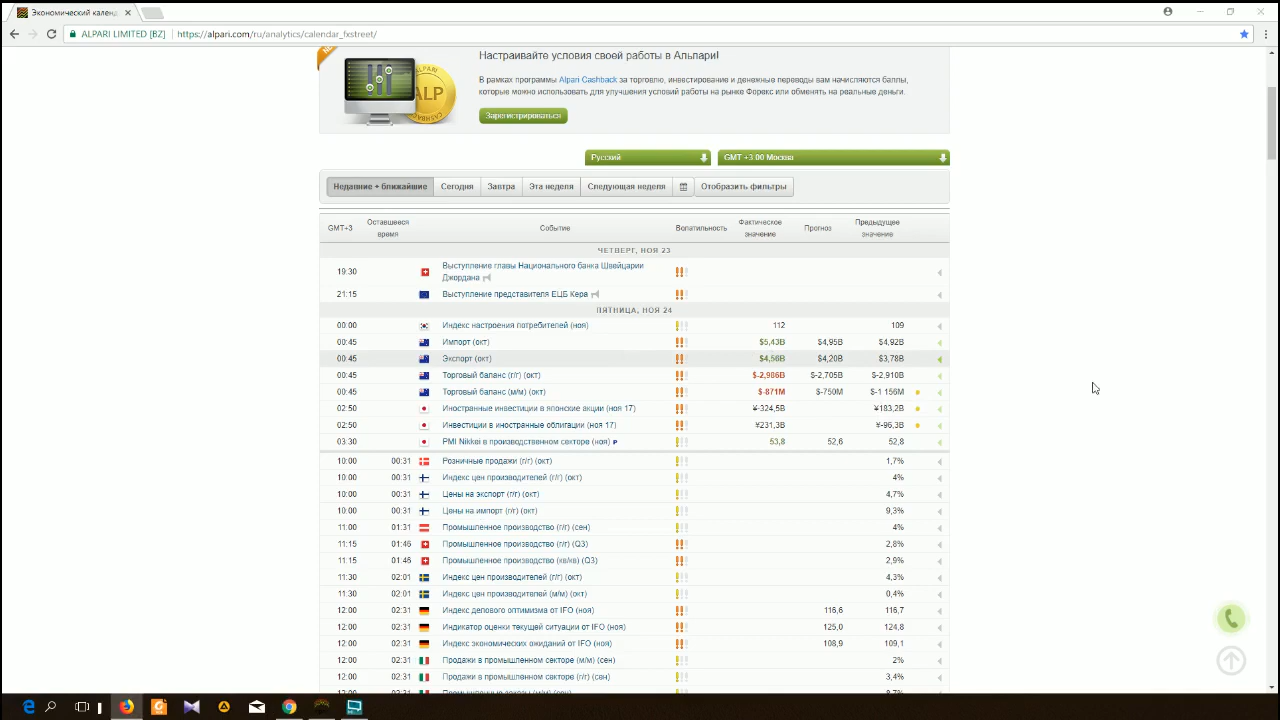 Экономический календ
ALPARI LIMITED [BZ] https://alpari.com/ru/analytics/calendar_fxstreet/
Настраивайте условия своей работы в Альпари!
В рамках программы Alpari Cashback за торговлю, инвестирование и денежные переводы вам начисляются баллы,
которые можно использовать для улучшения условий работы на рынке Форекс или обменять на реальные деньги.
Зарегистрироваться
ALPARI
ALP
CASHBACK
Русский GMT +3:00 Москва
Недавние + ближайшие Сегодня Завтра Эта неделя Следующая неделя Отобразить фильтры
GMT+3 Оставшееся время Событие Волатильность Фактическое значение Прогноз Предыдущее значение
ЧЕТВЕРГ, НОЯ 23
19:30 Выступление главы Национального банка Швейцарии
Джордана
21:15 Выступление представителя ЕЦБ Кера
ПЯТНИЦА, НОЯ 24
00:00 Индекс настроения потребителей (ноя) 112 109
00:45 Импорт (окт) $5,43B $4,95B $4,92B
00:45 Экспорт (окт) $4,56B $4,20B $3,78B
00:45 Торговый баланс (г/г) (окт) $-2,986B $-2,705B $-2,910B
00:45 Торговый баланс (м/м) (окт) $-871M $-750M $-1 156M
02:50 Иностранные инвестиции в японские акции (ноя 17) ¥-324,5B ¥183,2B
02:50 Инвестиции в иностранные облигации (ноя 17) ¥231,3B ¥-96,3B
03:30 PMI Nikkei в производственном секторе (ноя) P 53,8 52,6 52,8
10:00 00:31 Розничные продажи (г/г) (окт) 1,7%
10:00 00:31 Индекс цен производителей (г/г) (окт) 4%
10:00 00:31 Цены на экспорт (г/г) (окт) 4,7%
10:00 00:31 Цены на импорт (г/г) (окт) 9,3%
11:00 01:31 Промышленное производство (г/г) (сен) 4%
11:15 01:46 Промышленное производство (г/г) (Q3) 2,8%
11:15 01:46 Промышленное производство (кв/кв) (Q3) 2,9%
11:30 02:01 Индекс цен производителей (г/г) (окт) 4,3%
11:30 02:01 Индекс цен производителей (м/м) (окт) 0,4%
12:00 02:31 Индекс делового оптимизма от IFO (ноя) 116,6 116,7
12:00 02:31 Индикатор оценки текущей ситуации от IFO (ноя) 125,0 124,8
12:00 02:31 Индекс экономических ожиданий от IFO (ноя) 108,9 109,1
12:00 02:31 Продажи в промышленном секторе (м/м) (сен) 2%
12:00 02:31 Продажи в промышленном секторе (г/г) (сен) 3,4%
12:00 02:31 Промышленные заказы (м/м) (сен) 8,7%